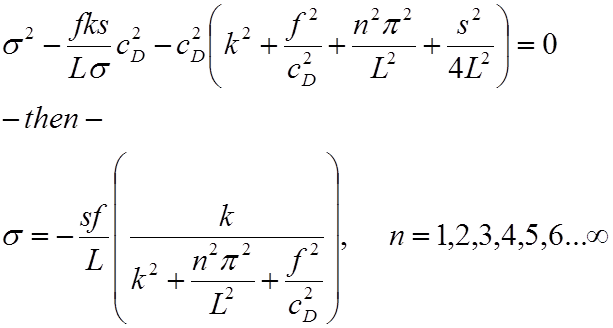 σ² − (fks / Lσ) c_D² − c_D² ( k² + f² / c_D² + n²π² / L² + s² / 4L² ) = 0
–then–
σ = − (sf / L) ( k / ( k² + n²π² / L² + f² / c_D² ) ), n = 1,2,3,4,5,6...∞